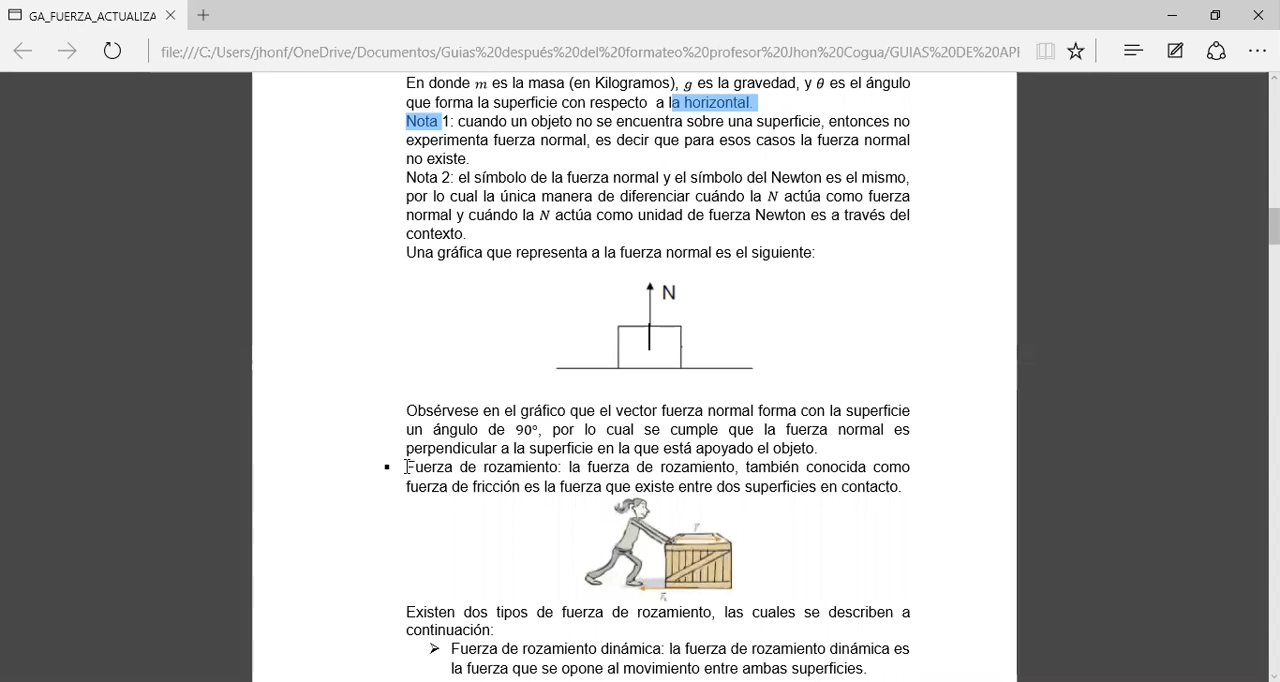 GA_FUERZA_ACTUALIZA
file:///C:/Users/jhonf/OneDrive/Documentos/Guias%20después%20del%20formateo%20profesor%20Jhon%20Cogua/GUIAS%20DE%20API
En donde m es la masa (en Kilogramos), g es la gravedad, y θ es el ángulo
que forma la superficie con respecto a la horizontal.
Nota 1: cuando un objeto no se encuentra sobre una superficie, entonces no
experimenta fuerza normal, es decir que para esos casos la fuerza normal
no existe.
Nota 2: el símbolo de la fuerza normal y el símbolo del Newton es el mismo,
por lo cual la única manera de diferenciar cuándo la N actúa como fuerza
normal y cuándo la N actúa como unidad de fuerza Newton es a través del
contexto.
Una gráfica que representa a la fuerza normal es el siguiente:
N
Obsérvese en el gráfico que el vector fuerza normal forma con la superficie
un ángulo de 90°, por lo cual se cumple que la fuerza normal es
perpendicular a la superficie en la que está apoyado el objeto.
▪ Fuerza de rozamiento: la fuerza de rozamiento, también conocida como
fuerza de fricción es la fuerza que existe entre dos superficies en contacto.
Existen dos tipos de fuerza de rozamiento, las cuales se describen a
continuación:
➢ Fuerza de rozamiento dinámica: la fuerza de rozamiento dinámica es
la fuerza que se opone al movimiento entre ambas superficies.